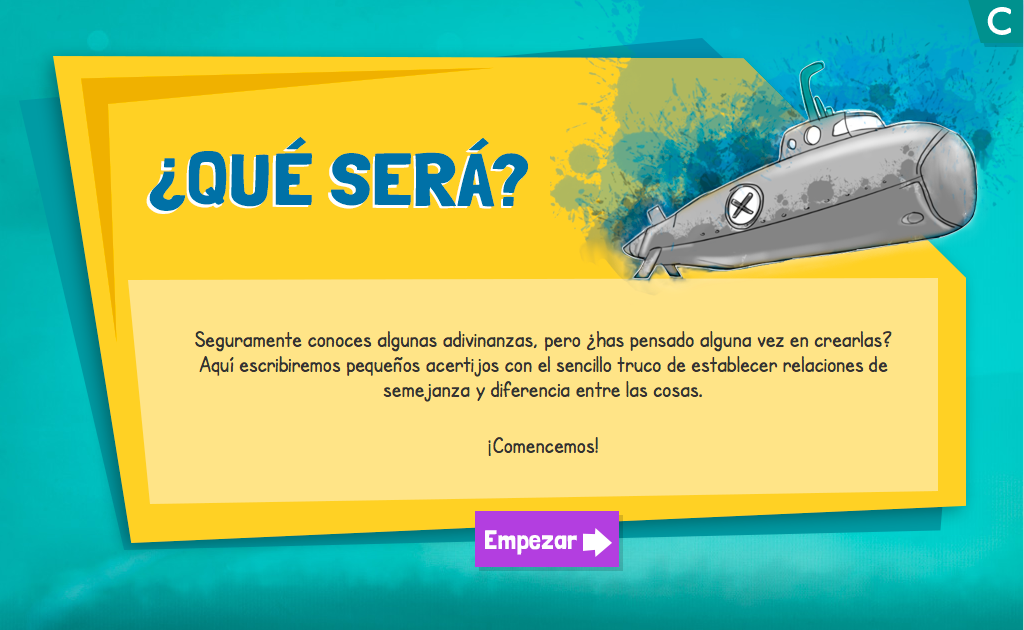 C
¿QUÉ SERÁ?
Seguramente conoces algunas adivinanzas, pero ¿has pensado alguna vez en crearlas?
Aquí escribiremos pequeños acertijos con el sencillo truco de establecer relaciones de
semejanza y diferencia entre las cosas.
¡Comencemos!
Empezar